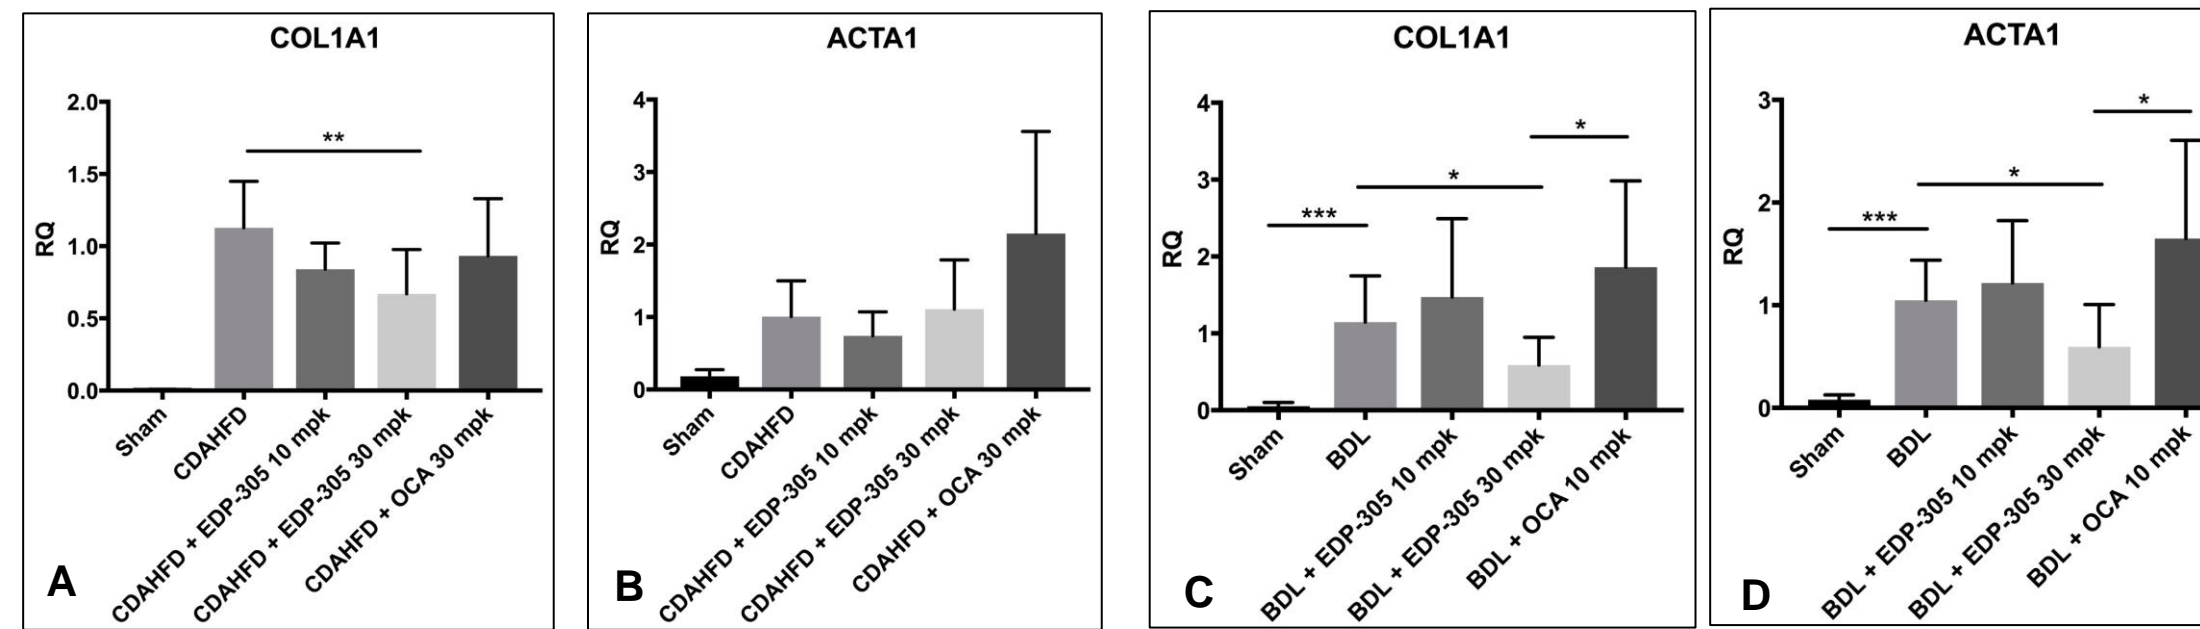 COL1A1
**
2.0
1.5
1.0
0.5
0.0
RQ
Sham
CDAHFD
CDAHFD + EDP-305 10 mpk
CDAHFD + EDP-305 30 mpk
CDAHFD + OCA 30 mpk
A
ACTA1
4
3
2
1
0
RQ
Sham
CDAHFD
CDAHFD + EDP-305 10 mpk
CDAHFD + EDP-305 30 mpk
CDAHFD + OCA 30 mpk
B
COL1A1
*
*
***
4
3
2
1
0
RQ
Sham
BDL
BDL + EDP-305 10 mpk
BDL + EDP-305 30 mpk
BDL + OCA 10 mpk
C
ACTA1
*
*
***
3
2
1
0
RQ
Sham
BDL
BDL + EDP-305 10 mpk
BDL + EDP-305 30 mpk
BDL + OCA 10 mpk
D